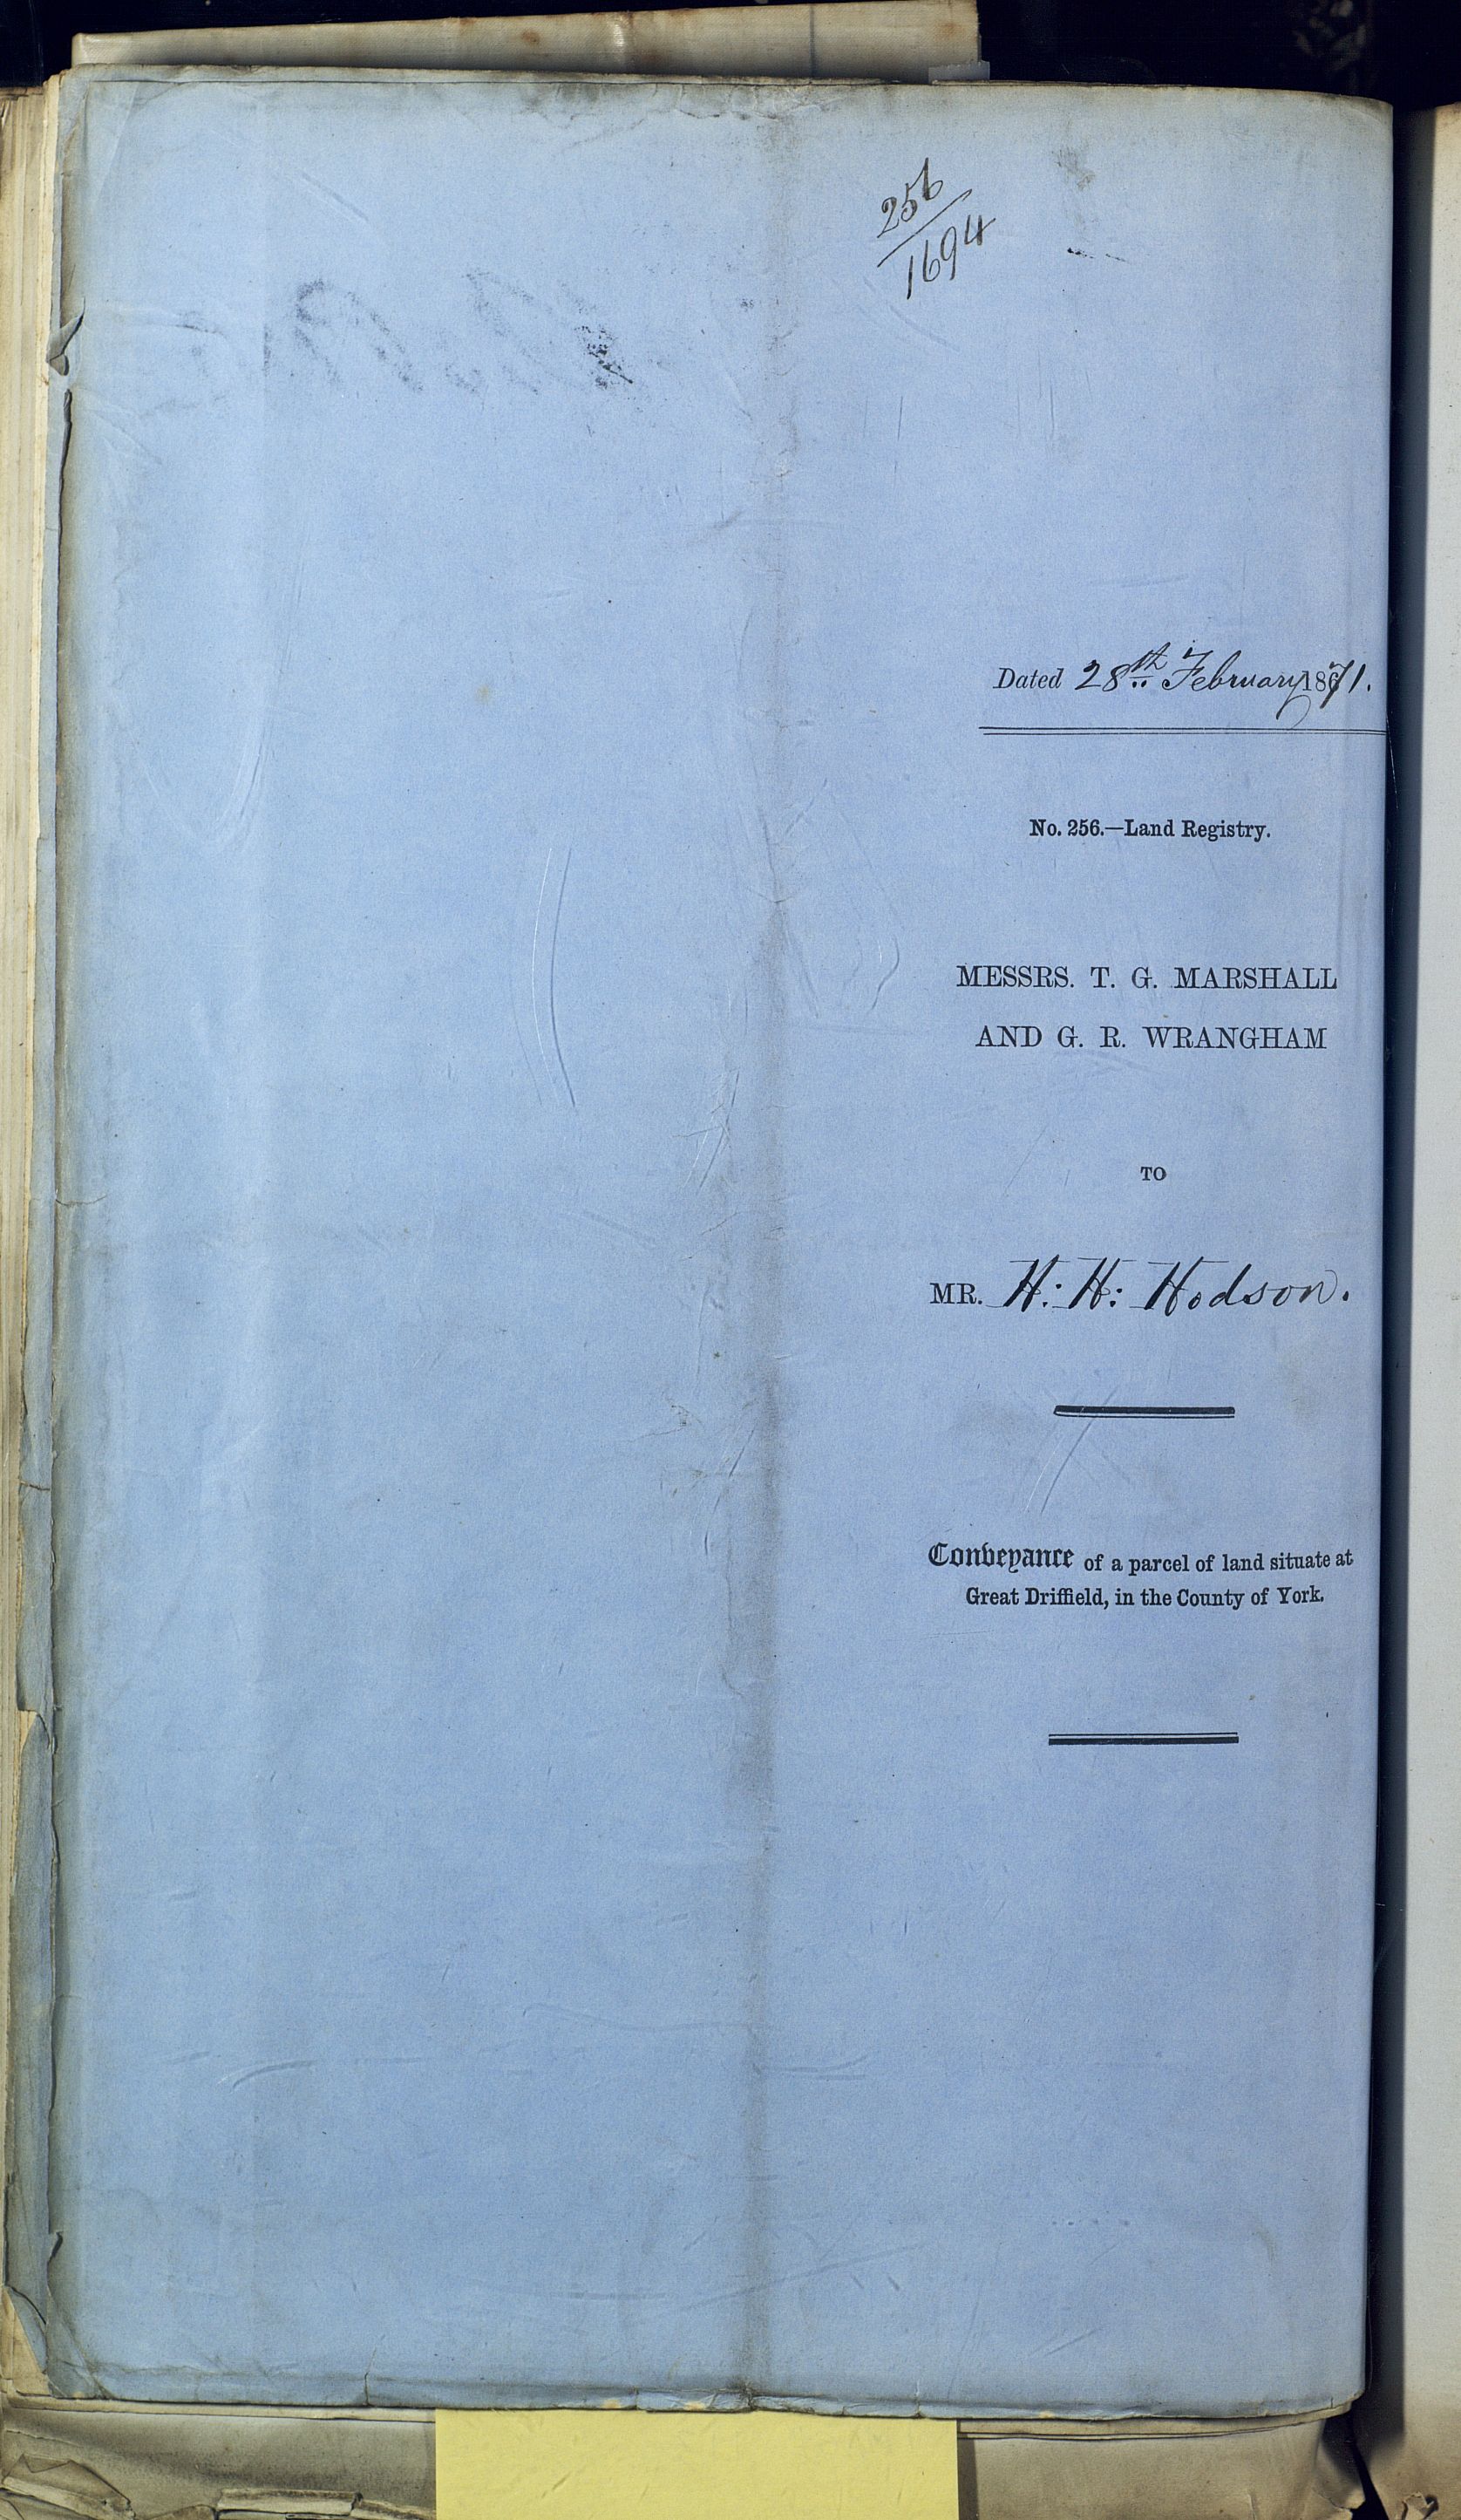 256
1694
Dated 28th February 1871.
No. 256.—Land Registry.
MESSRS. T. G. MARSHALL
AND G. R. WRANGHAM
TO
MR. H: H: Hodson.
Conveyance of a parcel of land situate at
Great Driffield, in the County of York.